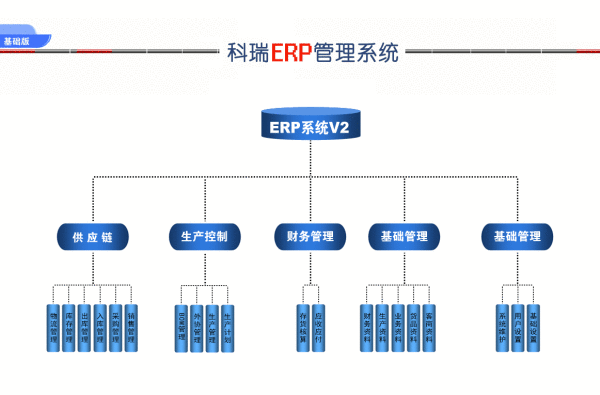 基础版
科瑞ERP管理系统
ERP系统V2
供应链
生产控制
财务管理
基础管理
基础管理
物流管理
库存管理
出库管理
入库管理
采购管理
销售管理
BOM管理
外协管理
生产管理
生产计划
存货核算
应收应付
财务资料
生产资料
业务资料
货品资料
客商资料
系统维护
用户设置
基础设置